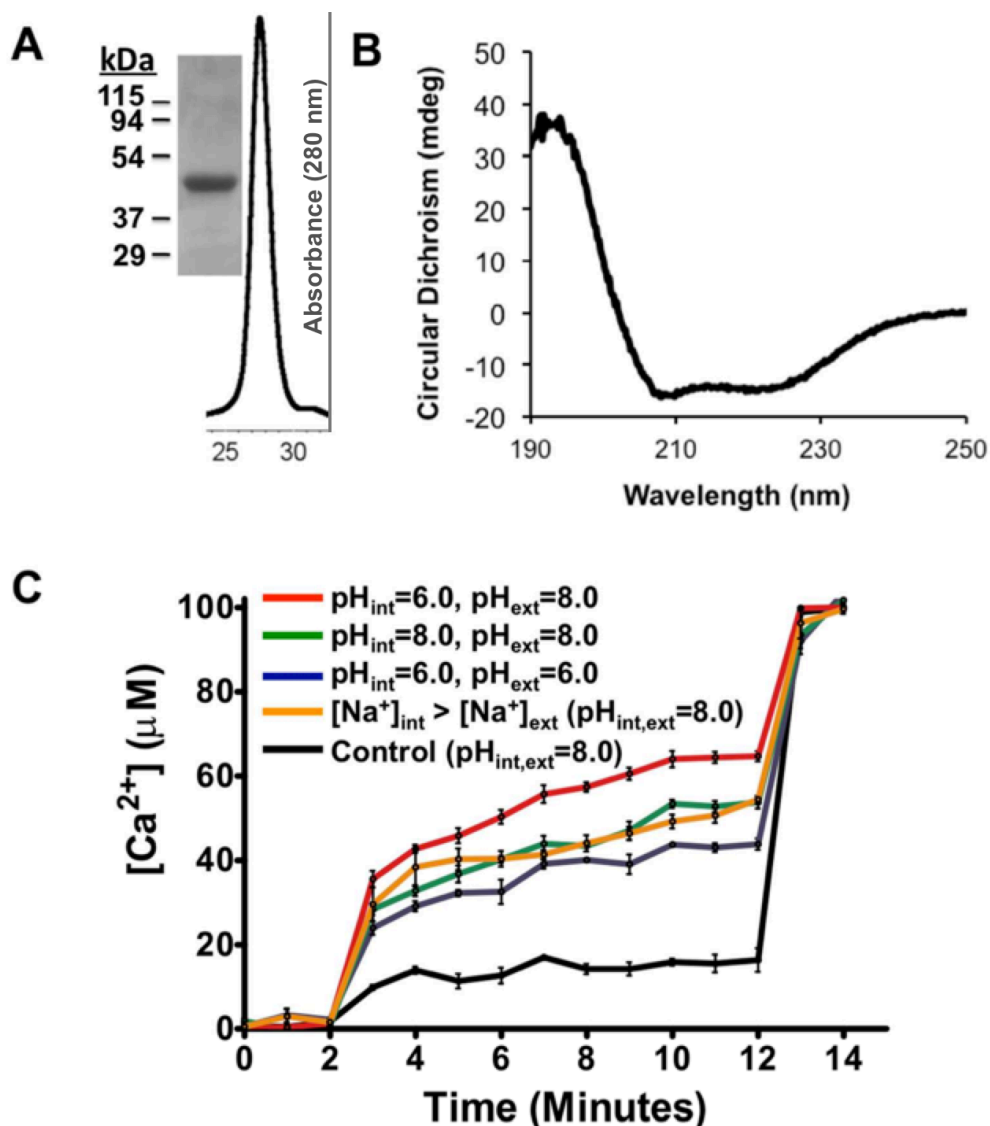 A
kDa
115
94
54
37
29
Absorbance (280 nm)
25 30
B
Circular Dichroism (mdeg)
50
40
30
20
10
0
-10
-20
190 210 230 250
Wavelength (nm)
C
pHint=6.0, pHext=8.0
pHint=8.0, pHext=8.0
pHint=6.0, pHext=6.0
[Na⁺]int > [Na⁺]ext (pHint,ext=8.0)
Control (pHint,ext=8.0)
[Ca²⁺] (μM)
100
80
60
40
20
0
0 2 4 6 8 10 12 14
Time (Minutes)